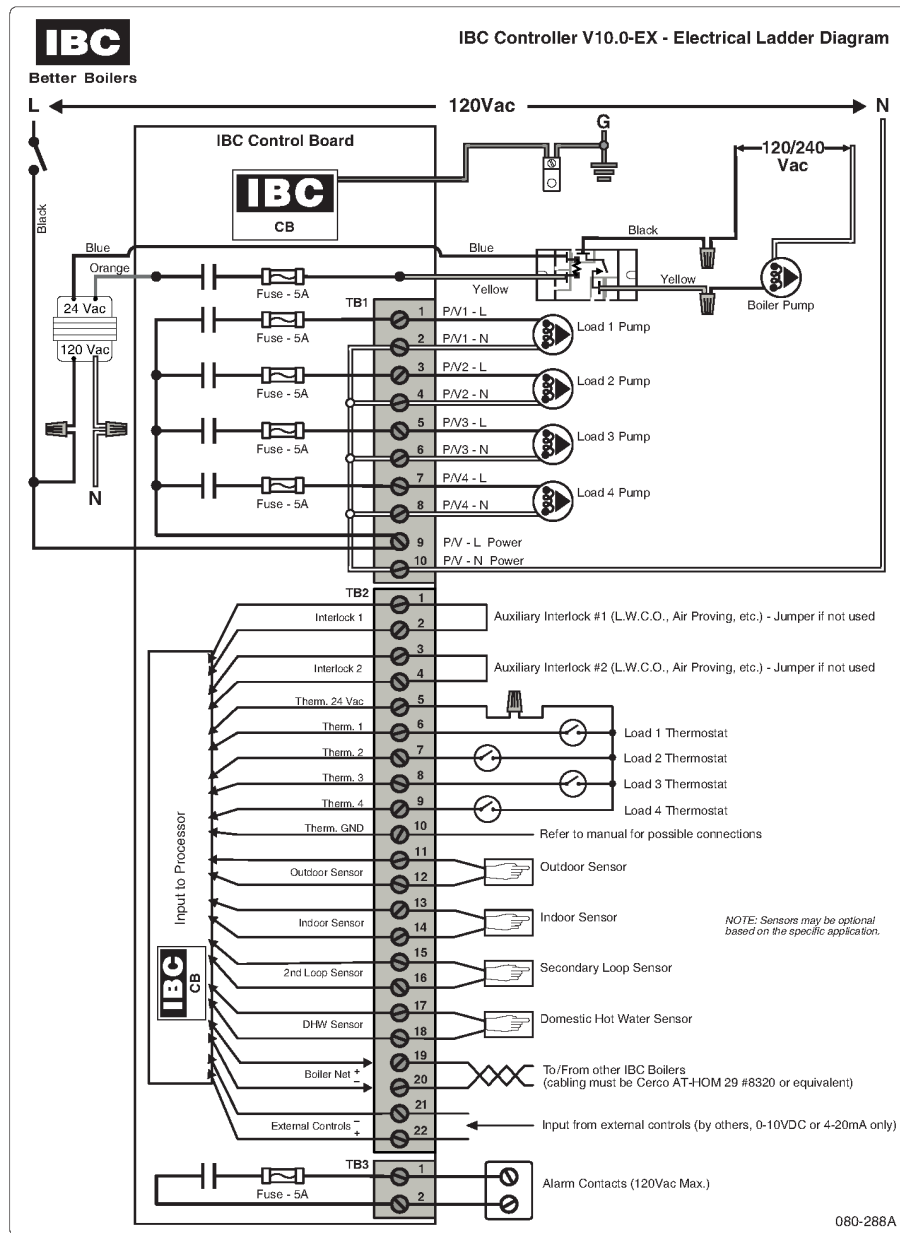 IBC
Better Boilers
IBC Controller V10.0-EX - Electrical Ladder Diagram
L
120Vac
N
IBC Control Board
G
120/240
Vac
IBC
CB
Black
Blue
Blue
Black
Orange
Fuse - 5A
Yellow
Yellow
Boiler Pump
24 Vac
120 Vac
N
TB1
1
P/V1 - L
Fuse - 5A
Load 1 Pump
2
P/V1 - N
3
P/V2 - L
Fuse - 5A
Load 2 Pump
4
P/V2 - N
5
P/V3 - L
Fuse - 5A
Load 3 Pump
6
P/V3 - N
7
P/V4 - L
Fuse - 5A
Load 4 Pump
8
P/V4 - N
9
P/V - L Power
10
P/V - N Power
TB2
1
Interlock 1
Auxiliary Interlock #1 (L.W.C.O., Air Proving, etc.) - Jumper if not used
2
3
Interlock 2
Auxiliary Interlock #2 (L.W.C.O., Air Proving, etc.) - Jumper if not used
4
Therm. 24 Vac
5
Therm. 1
6
Load 1 Thermostat
Therm. 2
7
Load 2 Thermostat
Therm. 3
8
Load 3 Thermostat
Therm. 4
9
Load 4 Thermostat
Therm. GND
10
Refer to manual for possible connections
Input to Processor
11
Outdoor Sensor
Outdoor Sensor
12
13
Indoor Sensor
Indoor Sensor
14
NOTE: Sensors may be optional
based on the specific application.
15
2nd Loop Sensor
Secondary Loop Sensor
16
IBC
CB
17
DHW Sensor
Domestic Hot Water Sensor
18
19
Boiler Net +
−
20
To/From other IBC Boilers
(cabling must be Cerco AT-HOM 29 #8320 or equivalent)
21
External Controls −
+
22
Input from external controls (by others, 0-10VDC or 4-20mA only)
TB3
1
Fuse - 5A
2
Alarm Contacts (120Vac Max.)
080-288A